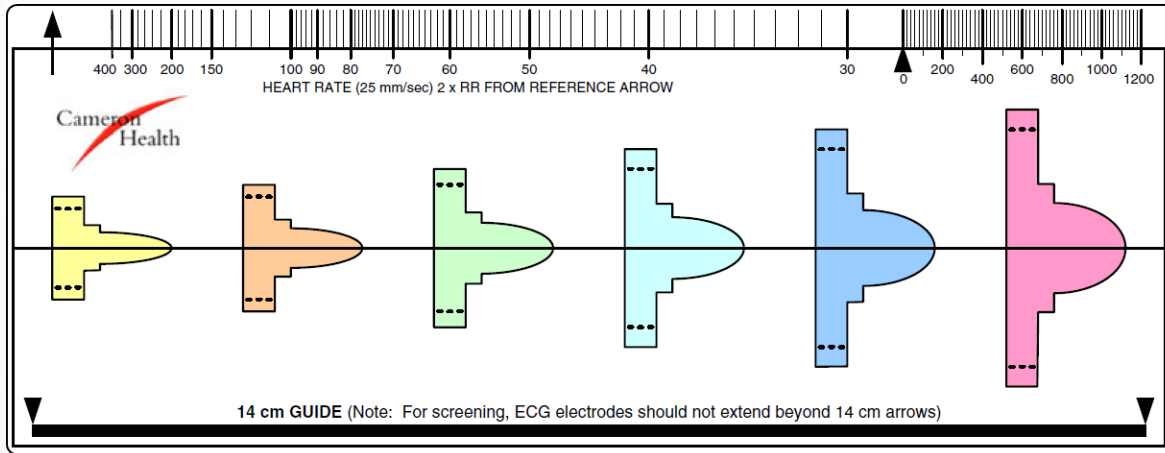 400 300 200 150 100 90 80 70 60 50 40 30 0 200 400 600 800 1000 1200
HEART RATE (25 mm/sec) 2 x RR FROM REFERENCE ARROW
Cameron
Health
14 cm GUIDE (Note: For screening, ECG electrodes should not extend beyond 14 cm arrows)